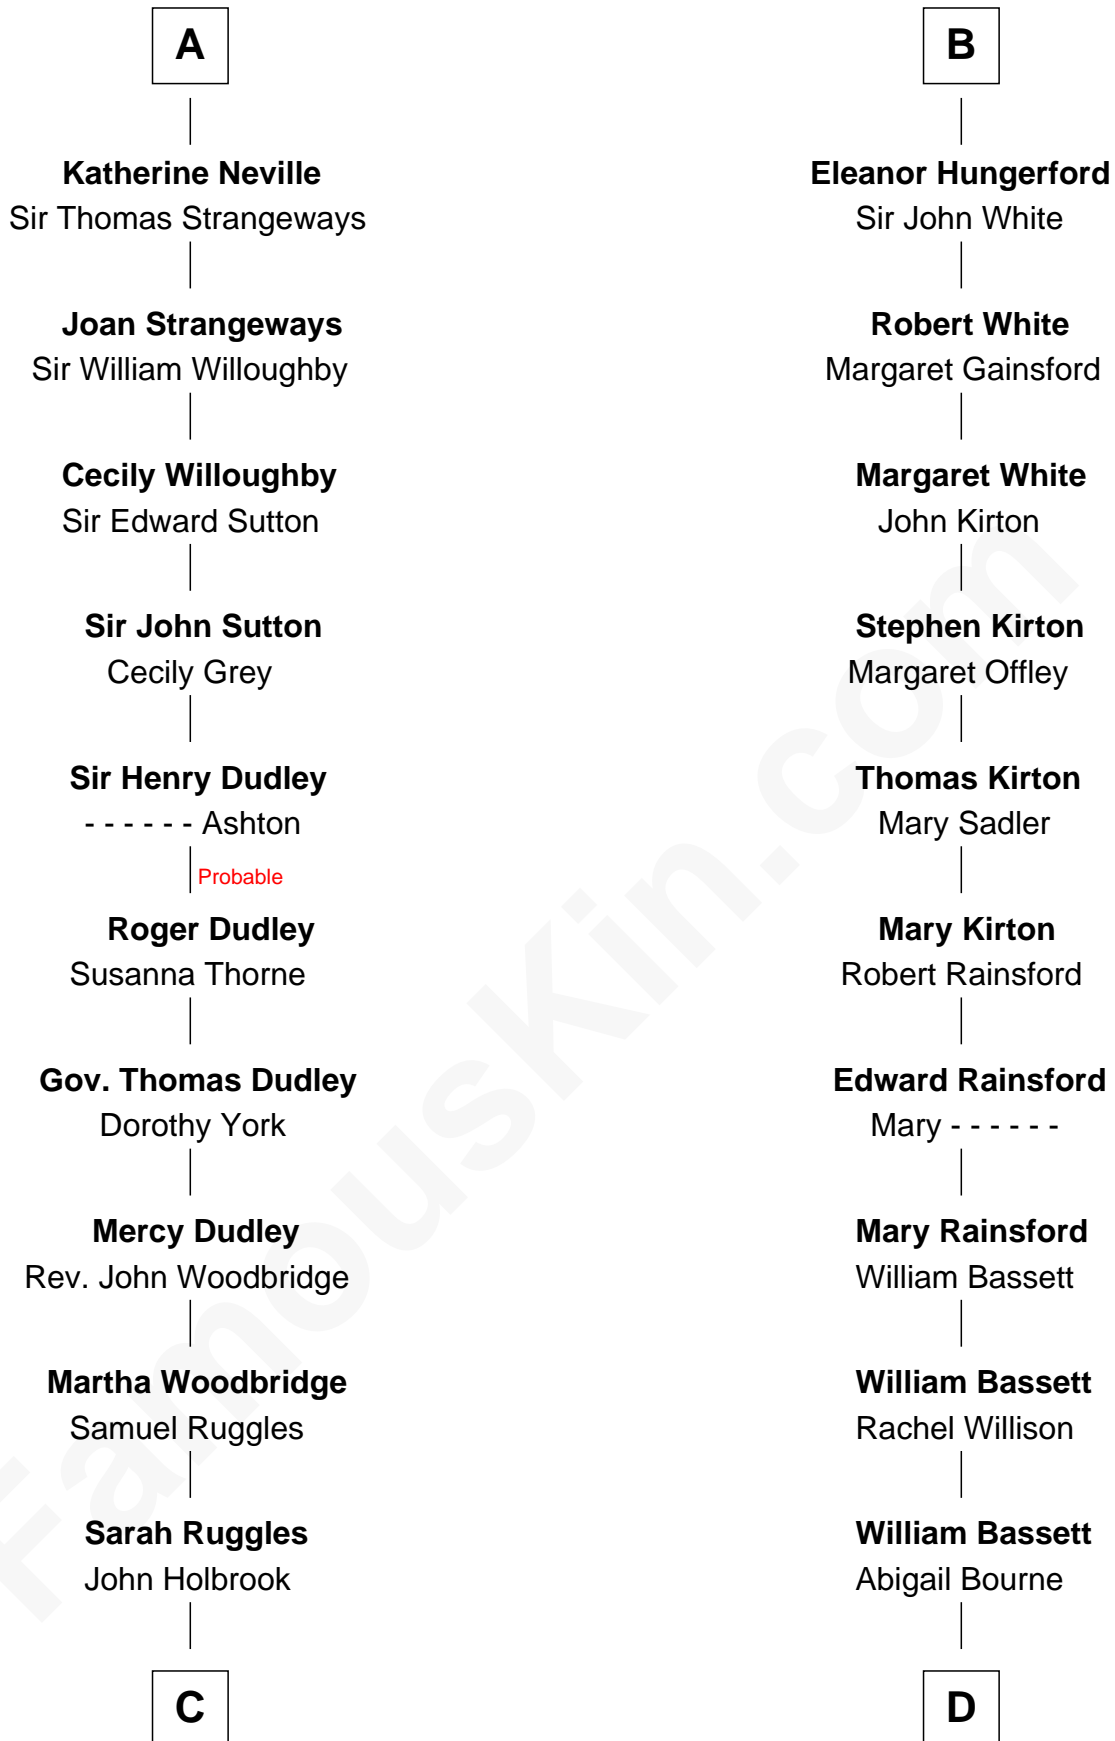 A
Katherine Neville
Sir Thomas Strangeways
Joan Strangeways
Sir William Willoughby
Cecily Willoughby
Sir Edward Sutton
Sir John Sutton
Cecily Grey
Sir Henry Dudley
- - - - - - Ashton
Probable
Roger Dudley
Susanna Thorne
Gov. Thomas Dudley
Dorothy York
Mercy Dudley
Rev. John Woodbridge
Martha Woodbridge
Samuel Ruggles
Sarah Ruggles
John Holbrook
C
B
Eleanor Hungerford
Sir John White
Robert White
Margaret Gainsford
Margaret White
John Kirton
Stephen Kirton
Margaret Offley
Thomas Kirton
Mary Sadler
Mary Kirton
Robert Rainsford
Edward Rainsford
Mary - - - - - -
Mary Rainsford
William Bassett
William Bassett
Rachel Willison
William Bassett
Abigail Bourne
D
FamousKin.com